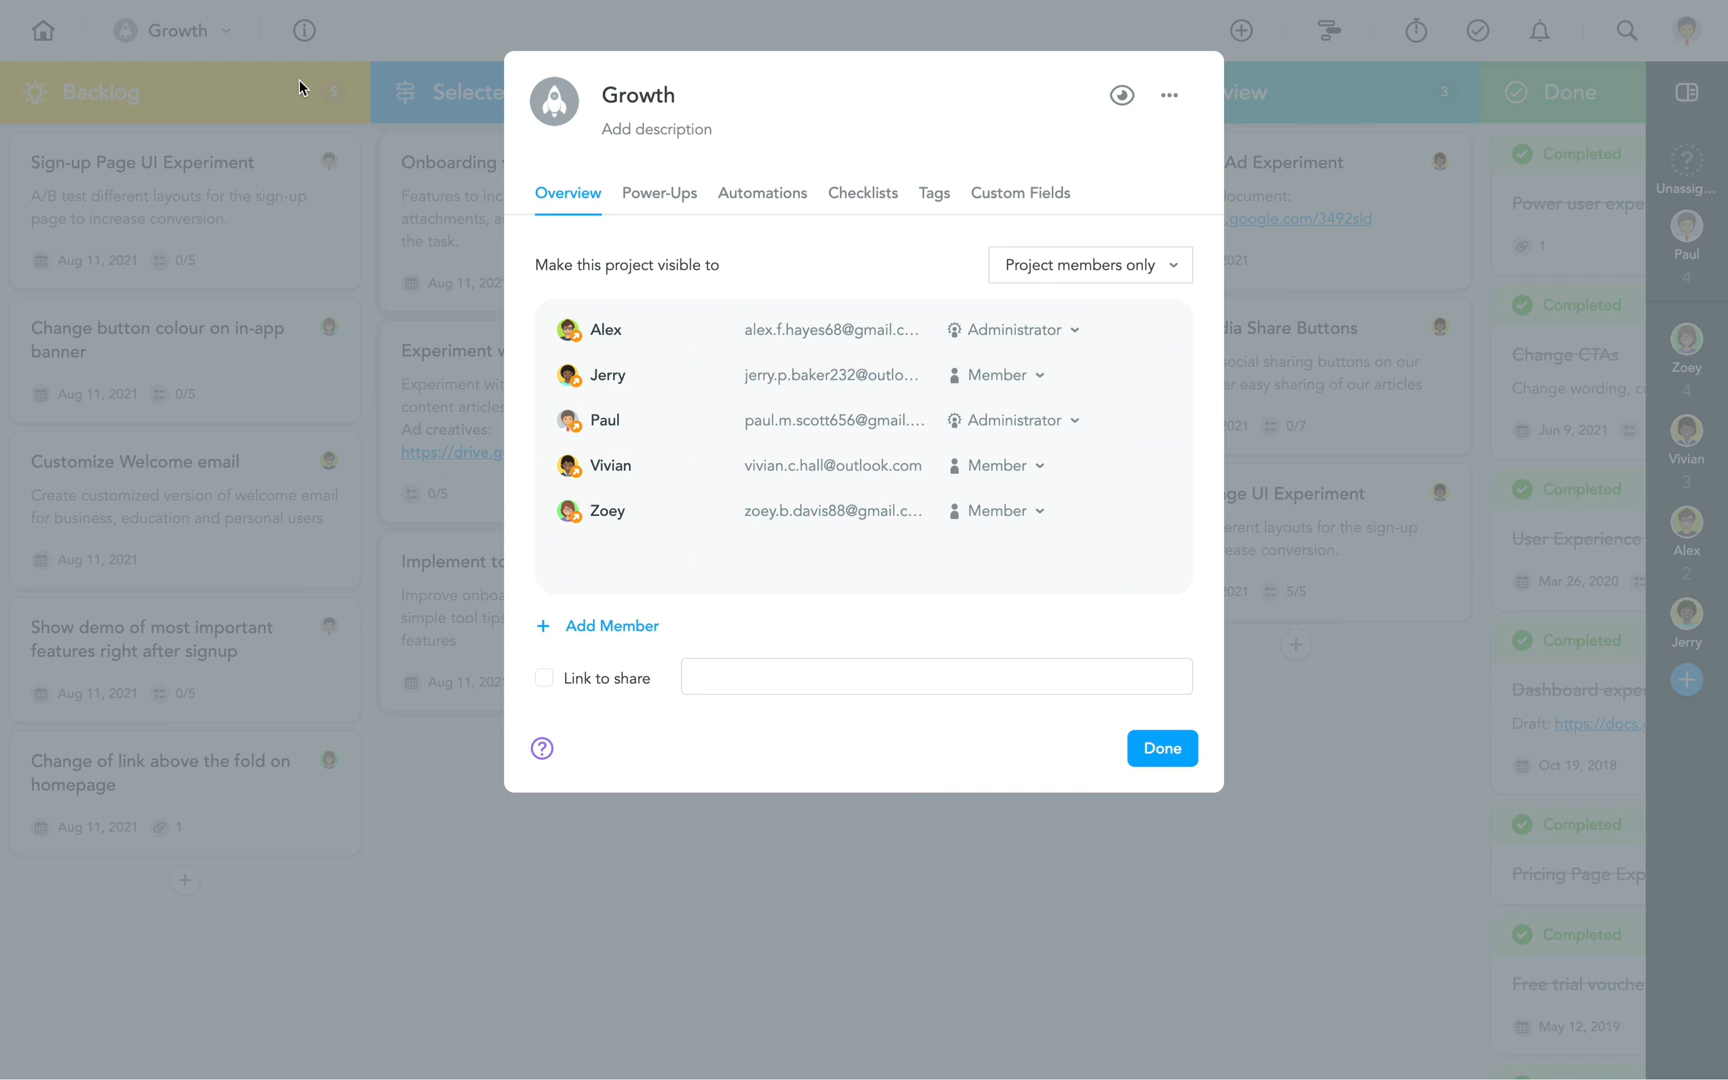 Growth
Backlog
5
Selecte
view
3
Done
Sign-up Page UI Experiment
A/B test different layouts for the sign-up
page to increase conversion.
Aug 11, 2021
0/5
Change button colour on in-app
banner
Aug 11, 2021
0/5
Customize Welcome email
Create customized version of welcome email
for business, education and personal users
Aug 11, 2021
Show demo of most important
features right after signup
Aug 11, 2021
0/5
Change of link above the fold on
homepage
Aug 11, 2021
1
Onboarding
Features to inc
attachments, a
the task.
Aug 11, 202
Experiment w
Experiment wit
content articles
Ad creatives:
https://drive.g
0/5
Implement to
Improve onboa
simple tool tips
features
Aug 11, 202
Growth
Add description
Overview
Power-Ups
Automations
Checklists
Tags
Custom Fields
Make this project visible to
Project members only
Alex
alex.f.hayes68@gmail.c...
Administrator
Jerry
jerry.p.baker232@outlo...
Member
Paul
paul.m.scott656@gmail....
Administrator
Vivian
vivian.c.hall@outlook.com
Member
Zoey
zoey.b.davis88@gmail.c...
Member
+ Add Member
Link to share
?
Done
Ad Experiment
ocument:
.google.com/3492sld
2021
dia Share Buttons
ocial sharing buttons on our
er easy sharing of our articles
2021
0/7
ge UI Experiment
erent layouts for the sign-up
ease conversion.
2021
5/5
Completed
Power user expe
1
Completed
Change CTAs
Change wording, co
Jun 9, 2021
Completed
User Experience
Mar 26, 2020
Completed
Dashboard exper
Draft: https://docs.g
Oct 19, 2018
Completed
Pricing Page Exp
Completed
Free trial vouche
May 12, 2019
?
Unassig...
Paul
4
Zoey
4
Vivian
3
Alex
2
Jerry